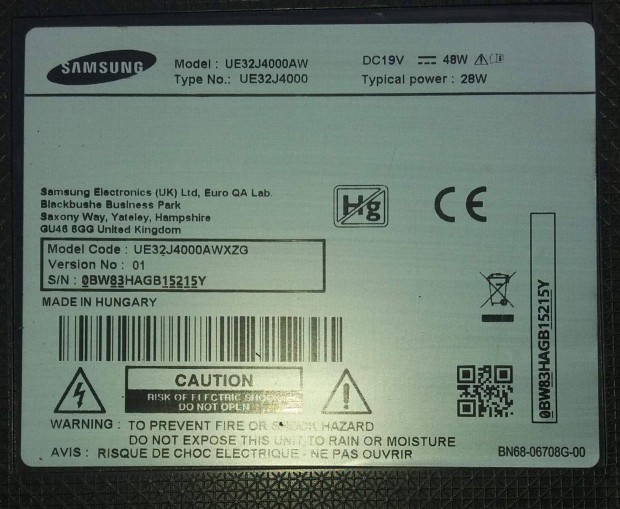 SAMSUNG
Model : UE32J4000AW
Type No.: UE32J4000
DC19V 48W
Typical power : 28W
Samsung Electronics (UK) Ltd, Euro QA Lab.
Blackbushe Business Park
Saxony Way, Yateley, Hampshire
GU46 6GG United Kingdom
Hg
CE
Model Code : UE32J4000AWXZG
Version No : 01
S/N : 0BW83HAGB15215Y
MADE IN HUNGARY
0BW83HAGB15215Y
CAUTION
RISK OF ELECTRIC SHOCK
DO NOT OPEN
WARNING : TO PREVENT FIRE OR SHOCK HAZARD
DO NOT EXPOSE THIS UNIT TO RAIN OR MOISTURE
AVIS : RISQUE DE CHOC ELECTRIQUE - NE PAS OUVRIR
BN68-06708G-00